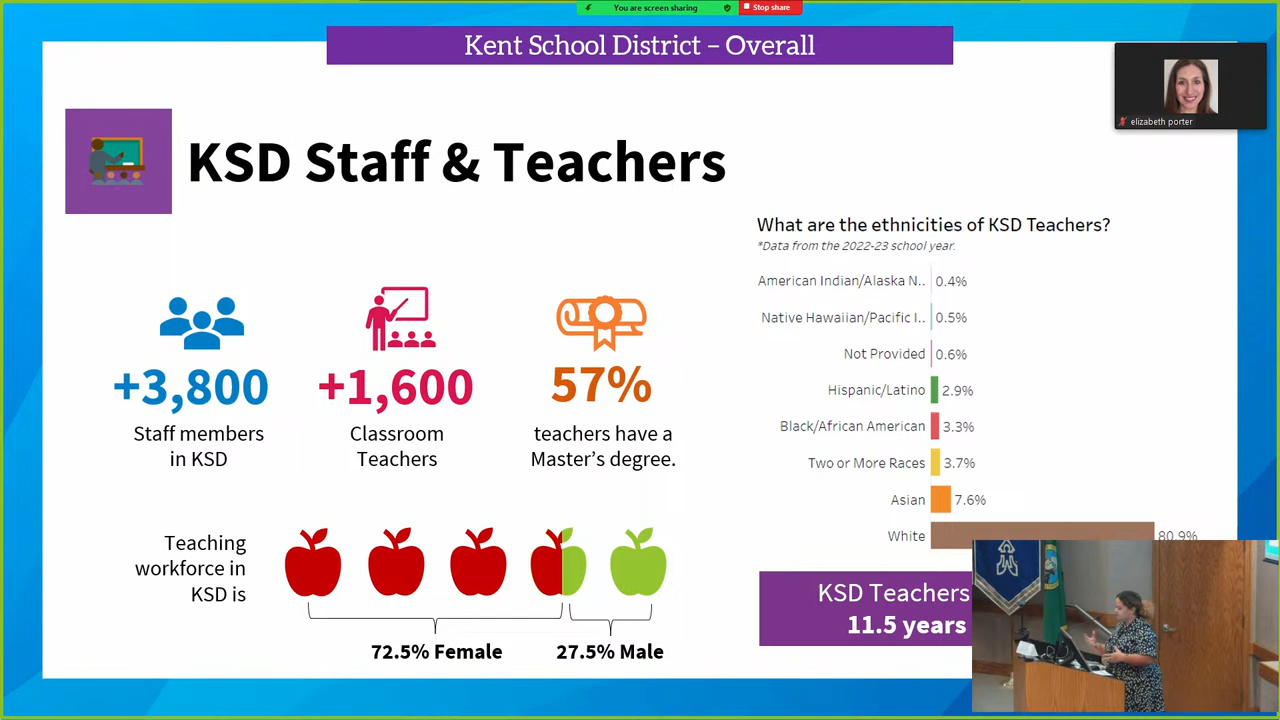 You are screen sharing
Stop share
Kent School District – Overall
elizabeth porter
KSD Staff & Teachers
What are the ethnicities of KSD Teachers?
*Data from the 2022-23 school year.
American Indian/Alaska N.. 0.4%
Native Hawaiian/Pacific I.. 0.5%
Not Provided 0.6%
Hispanic/Latino 2.9%
Black/African American 3.3%
Two or More Races 3.7%
Asian 7.6%
White 80.9%
+3,800
Staff members
in KSD
+1,600
Classroom
Teachers
57%
teachers have a
Master's degree.
Teaching
workforce in
KSD is
72.5% Female
27.5% Male
KSD Teachers
11.5 years